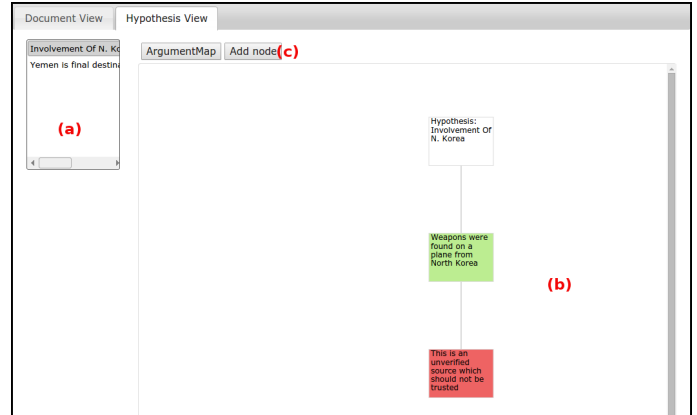 Document View Hypothesis View
Involvement Of N. Ko
Yemen is final destina
(a)
ArgumentMap Add node (c)
Hypothesis:
Involvement Of
N. Korea
Weapons were
found on a
plane from
North Korea
(b)
This is an
unverified
source which
should not be
trusted